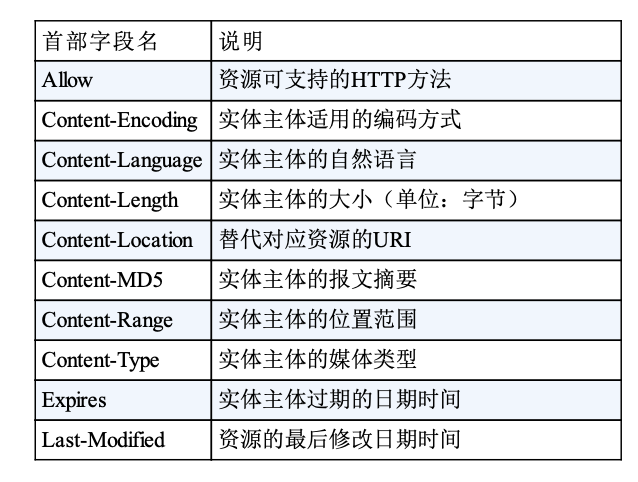 首部字段名 说明
Allow 资源可支持的HTTP方法
Content-Encoding 实体主体适用的编码方式
Content-Language 实体主体的自然语言
Content-Length 实体主体的大小（单位：字节）
Content-Location 替代对应资源的URI
Content-MD5 实体主体的报文摘要
Content-Range 实体主体的位置范围
Content-Type 实体主体的媒体类型
Expires 实体主体过期的日期时间
Last-Modified 资源的最后修改日期时间